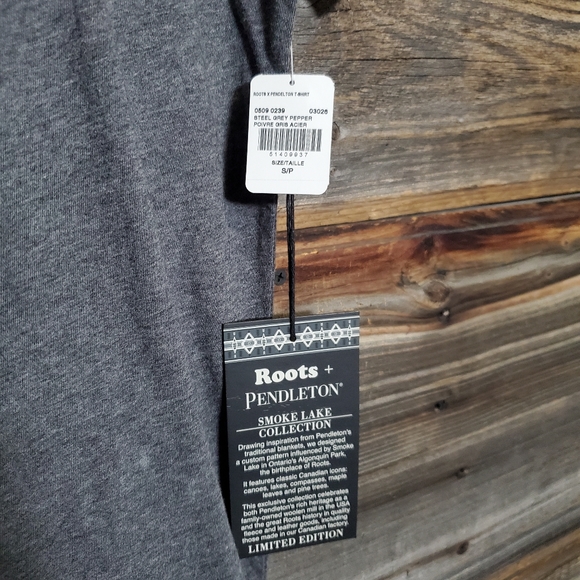 ROOTS X PENDELTON T-SHIRT
0509 0239 03026
STEEL GREY PEPPER
POIVRE GRIS ACIER
51409937
SIZE/TAILLE
S/P
Roots +
PENDLETON®
SMOKE LAKE
COLLECTION
Drawing inspiration from Pendleton's
traditional blankets, we designed
a custom pattern influenced by Smoke
Lake in Ontario's Algonquin Park,
the birthplace of Roots.
It features classic Canadian icons:
canoes, lakes, compasses, maple
leaves and pine trees.
This exclusive collection celebrates
both Pendleton's rich heritage as a
family-owned woolen mill in the USA
and the great Roots history in quality
fleece and leather goods, including
those made in our Canadian factory.
LIMITED EDITION